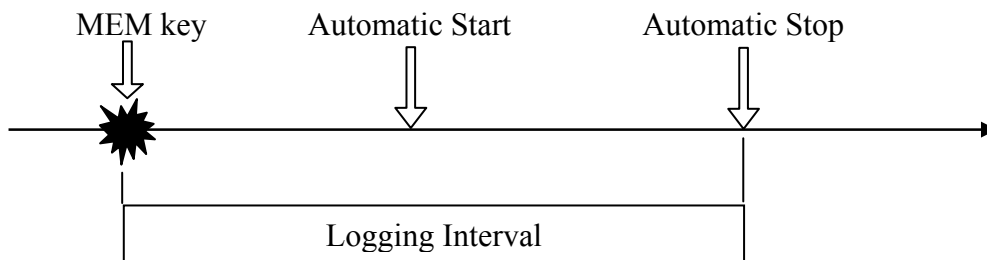 MEM key
Automatic Start
Automatic Stop
Logging Interval